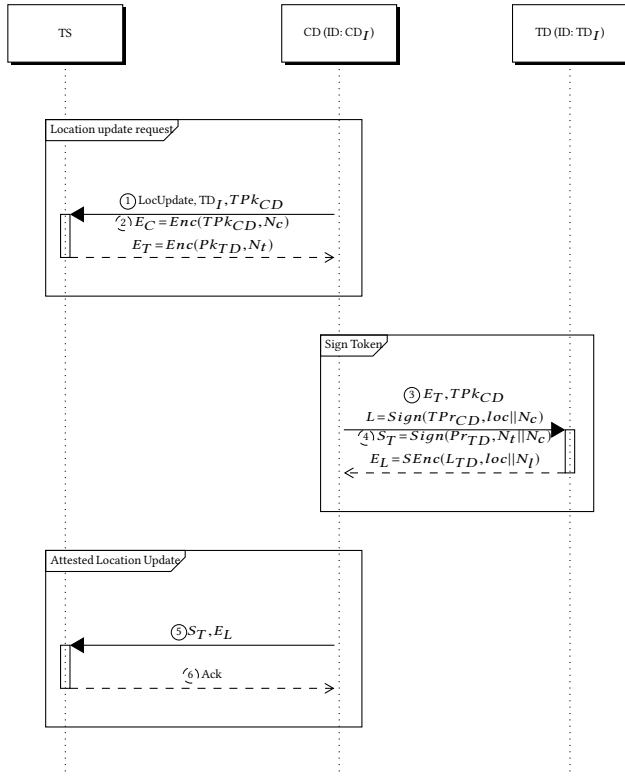 TS
CD (ID: CD_I)
TD (ID: TD_I)
Location update request
① LocUpdate, TD_I, TPk_CD
② E_C = Enc(TPk_CD, N_c)
E_T = Enc(Pk_TD, N_t)
Sign Token
③ E_T, TPk_CD
L = Sign(TPr_CD, loc||N_c)
④ S_T = Sign(Pr_TD, N_t||N_c)
E_L = SEnc(L_TD, loc||N_l)
Attested Location Update
⑤ S_T, E_L
⑥ Ack